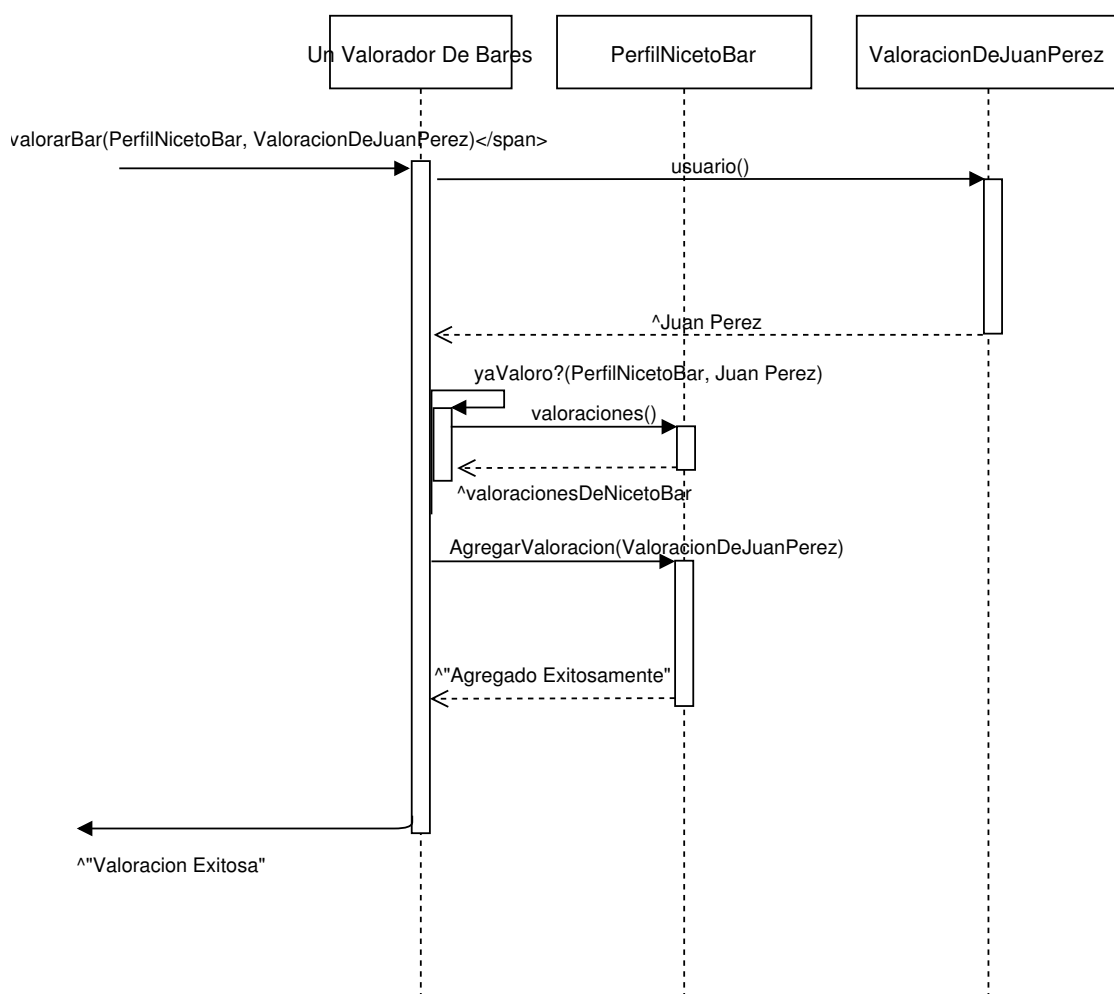 Un Valorador De Bares
PerfilNicetoBar
ValoracionDeJuanPerez
valorarBar(PerfilNicetoBar, ValoracionDeJuanPerez)</span>
usuario()
^Juan Perez
yaValoro?(PerfilNicetoBar, Juan Perez)
valoraciones()
^valoracionesDeNicetoBar
AgregarValoracion(ValoracionDeJuanPerez)
^"Agregado Exitosamente"
^"Valoracion Exitosa"